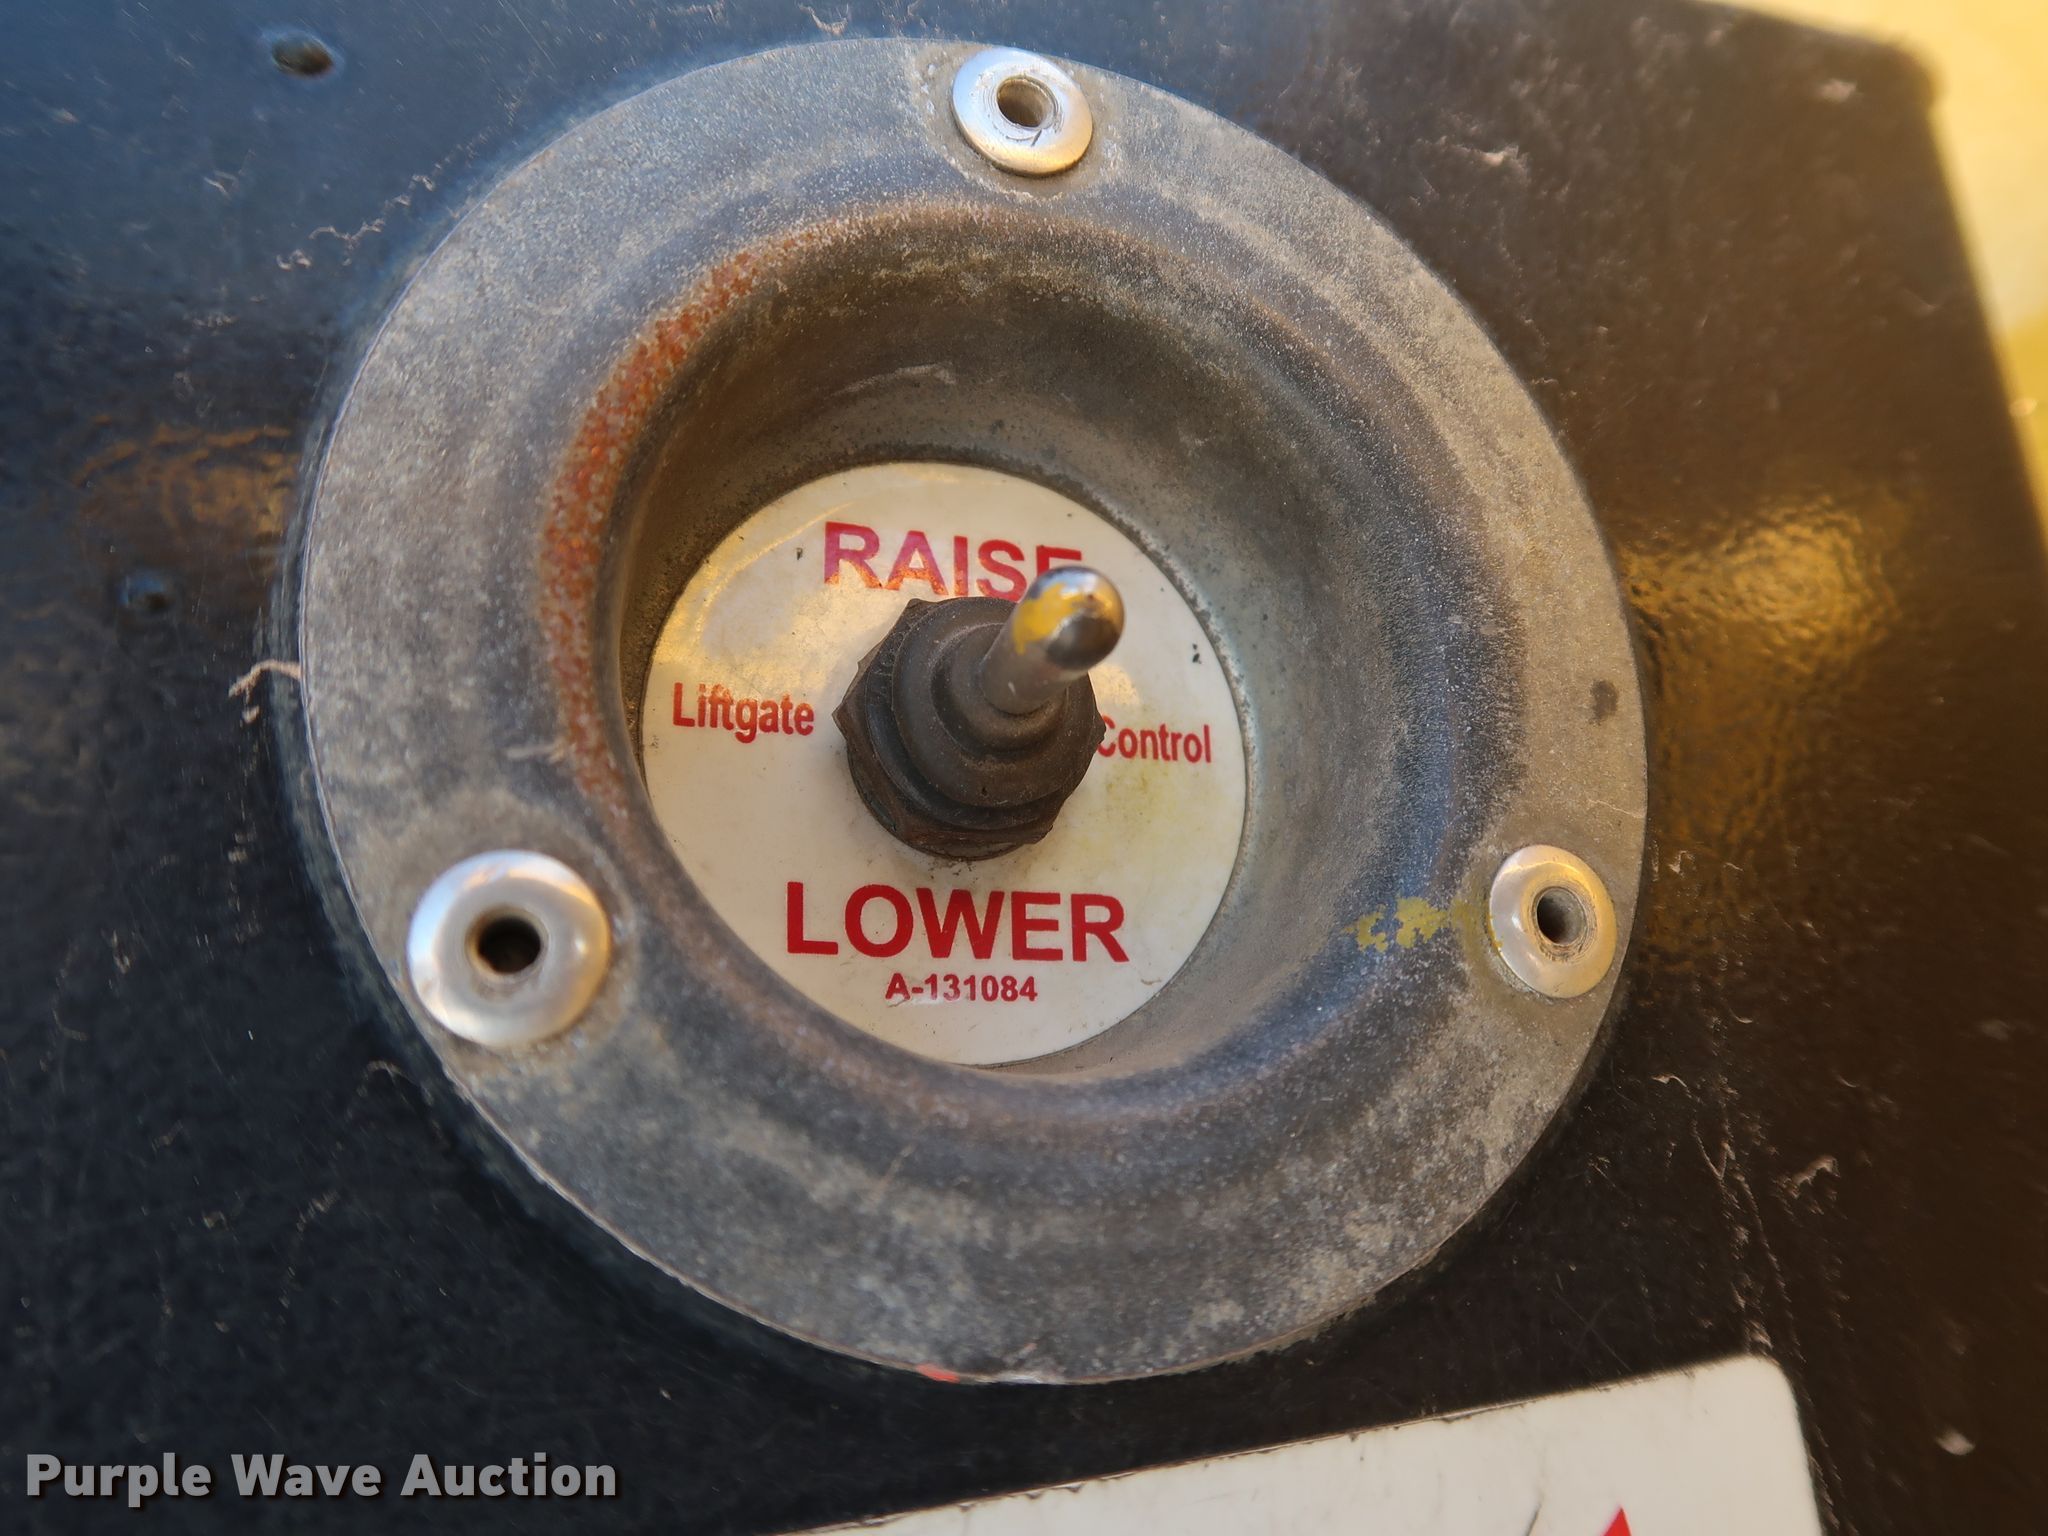 RAISE
Liftgate Control
LOWER
A-131084
Purple Wave Auction